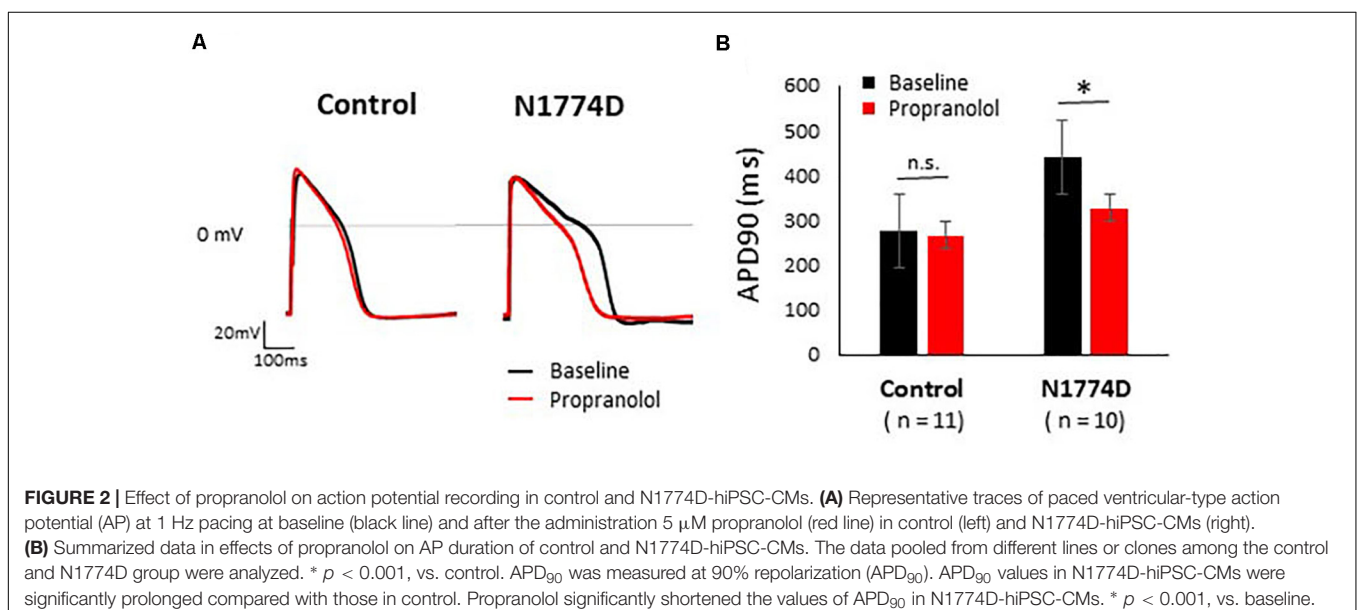 A
B
Control
N1774D
0 mV
20mV
100ms
Baseline
Propranolol
Baseline
Propranolol
APD90 (ms)
600
500
400
300
200
100
0
n.s.
*
Control
( n = 11)
N1774D
( n = 10)
FIGURE 2 | Effect of propranolol on action potential recording in control and N1774D-hiPSC-CMs. (A) Representative traces of paced ventricular-type action
potential (AP) at 1 Hz pacing at baseline (black line) and after the administration 5 μM propranolol (red line) in control (left) and N1774D-hiPSC-CMs (right).
(B) Summarized data in effects of propranolol on AP duration of control and N1774D-hiPSC-CMs. The data pooled from different lines or clones among the control
and N1774D group were analyzed. * p < 0.001, vs. control. APD90 was measured at 90% repolarization (APD90). APD90 values in N1774D-hiPSC-CMs were
significantly prolonged compared with those in control. Propranolol significantly shortened the values of APD90 in N1774D-hiPSC-CMs. * p < 0.001, vs. baseline.